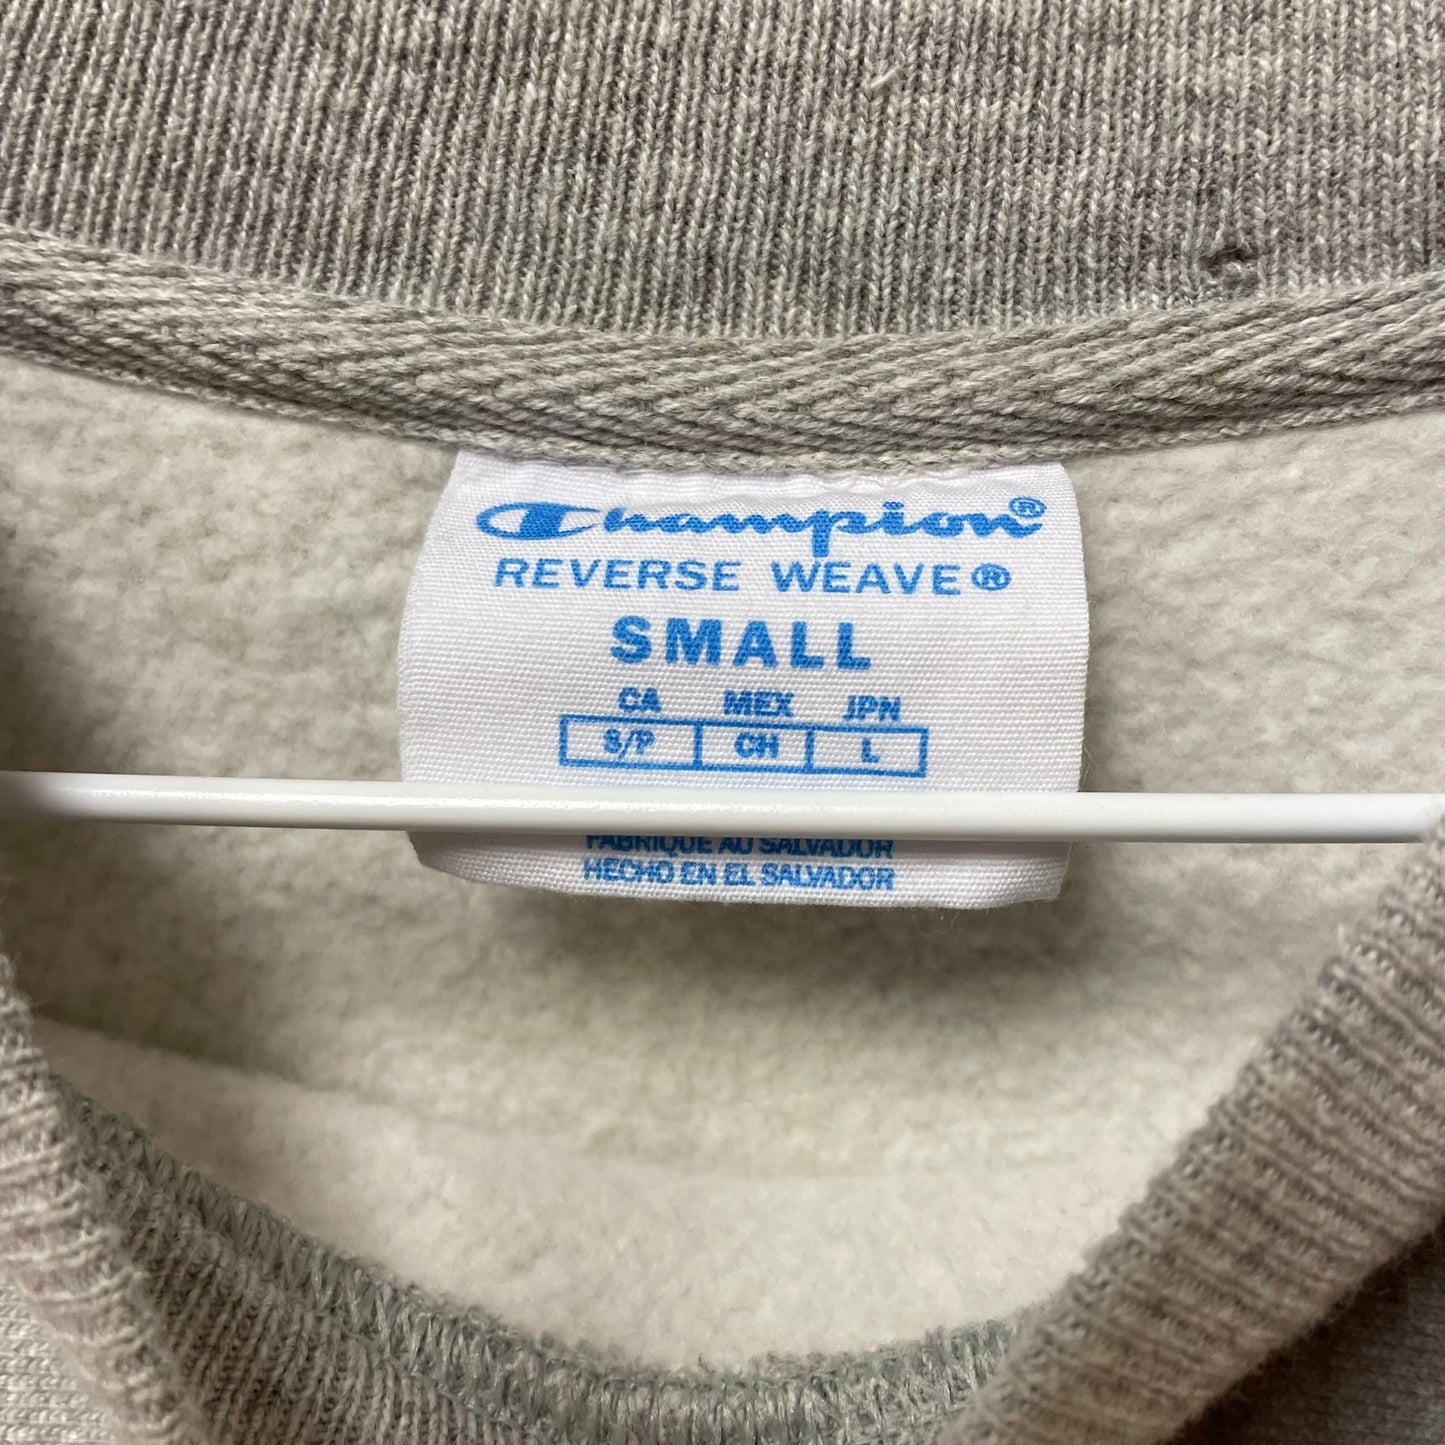 Champion®
REVERSE WEAVE®
SMALL
CA MEX JPN
S/P CH L
FABRIQUE AU SALVADOR
HECHO EN EL SALVADOR